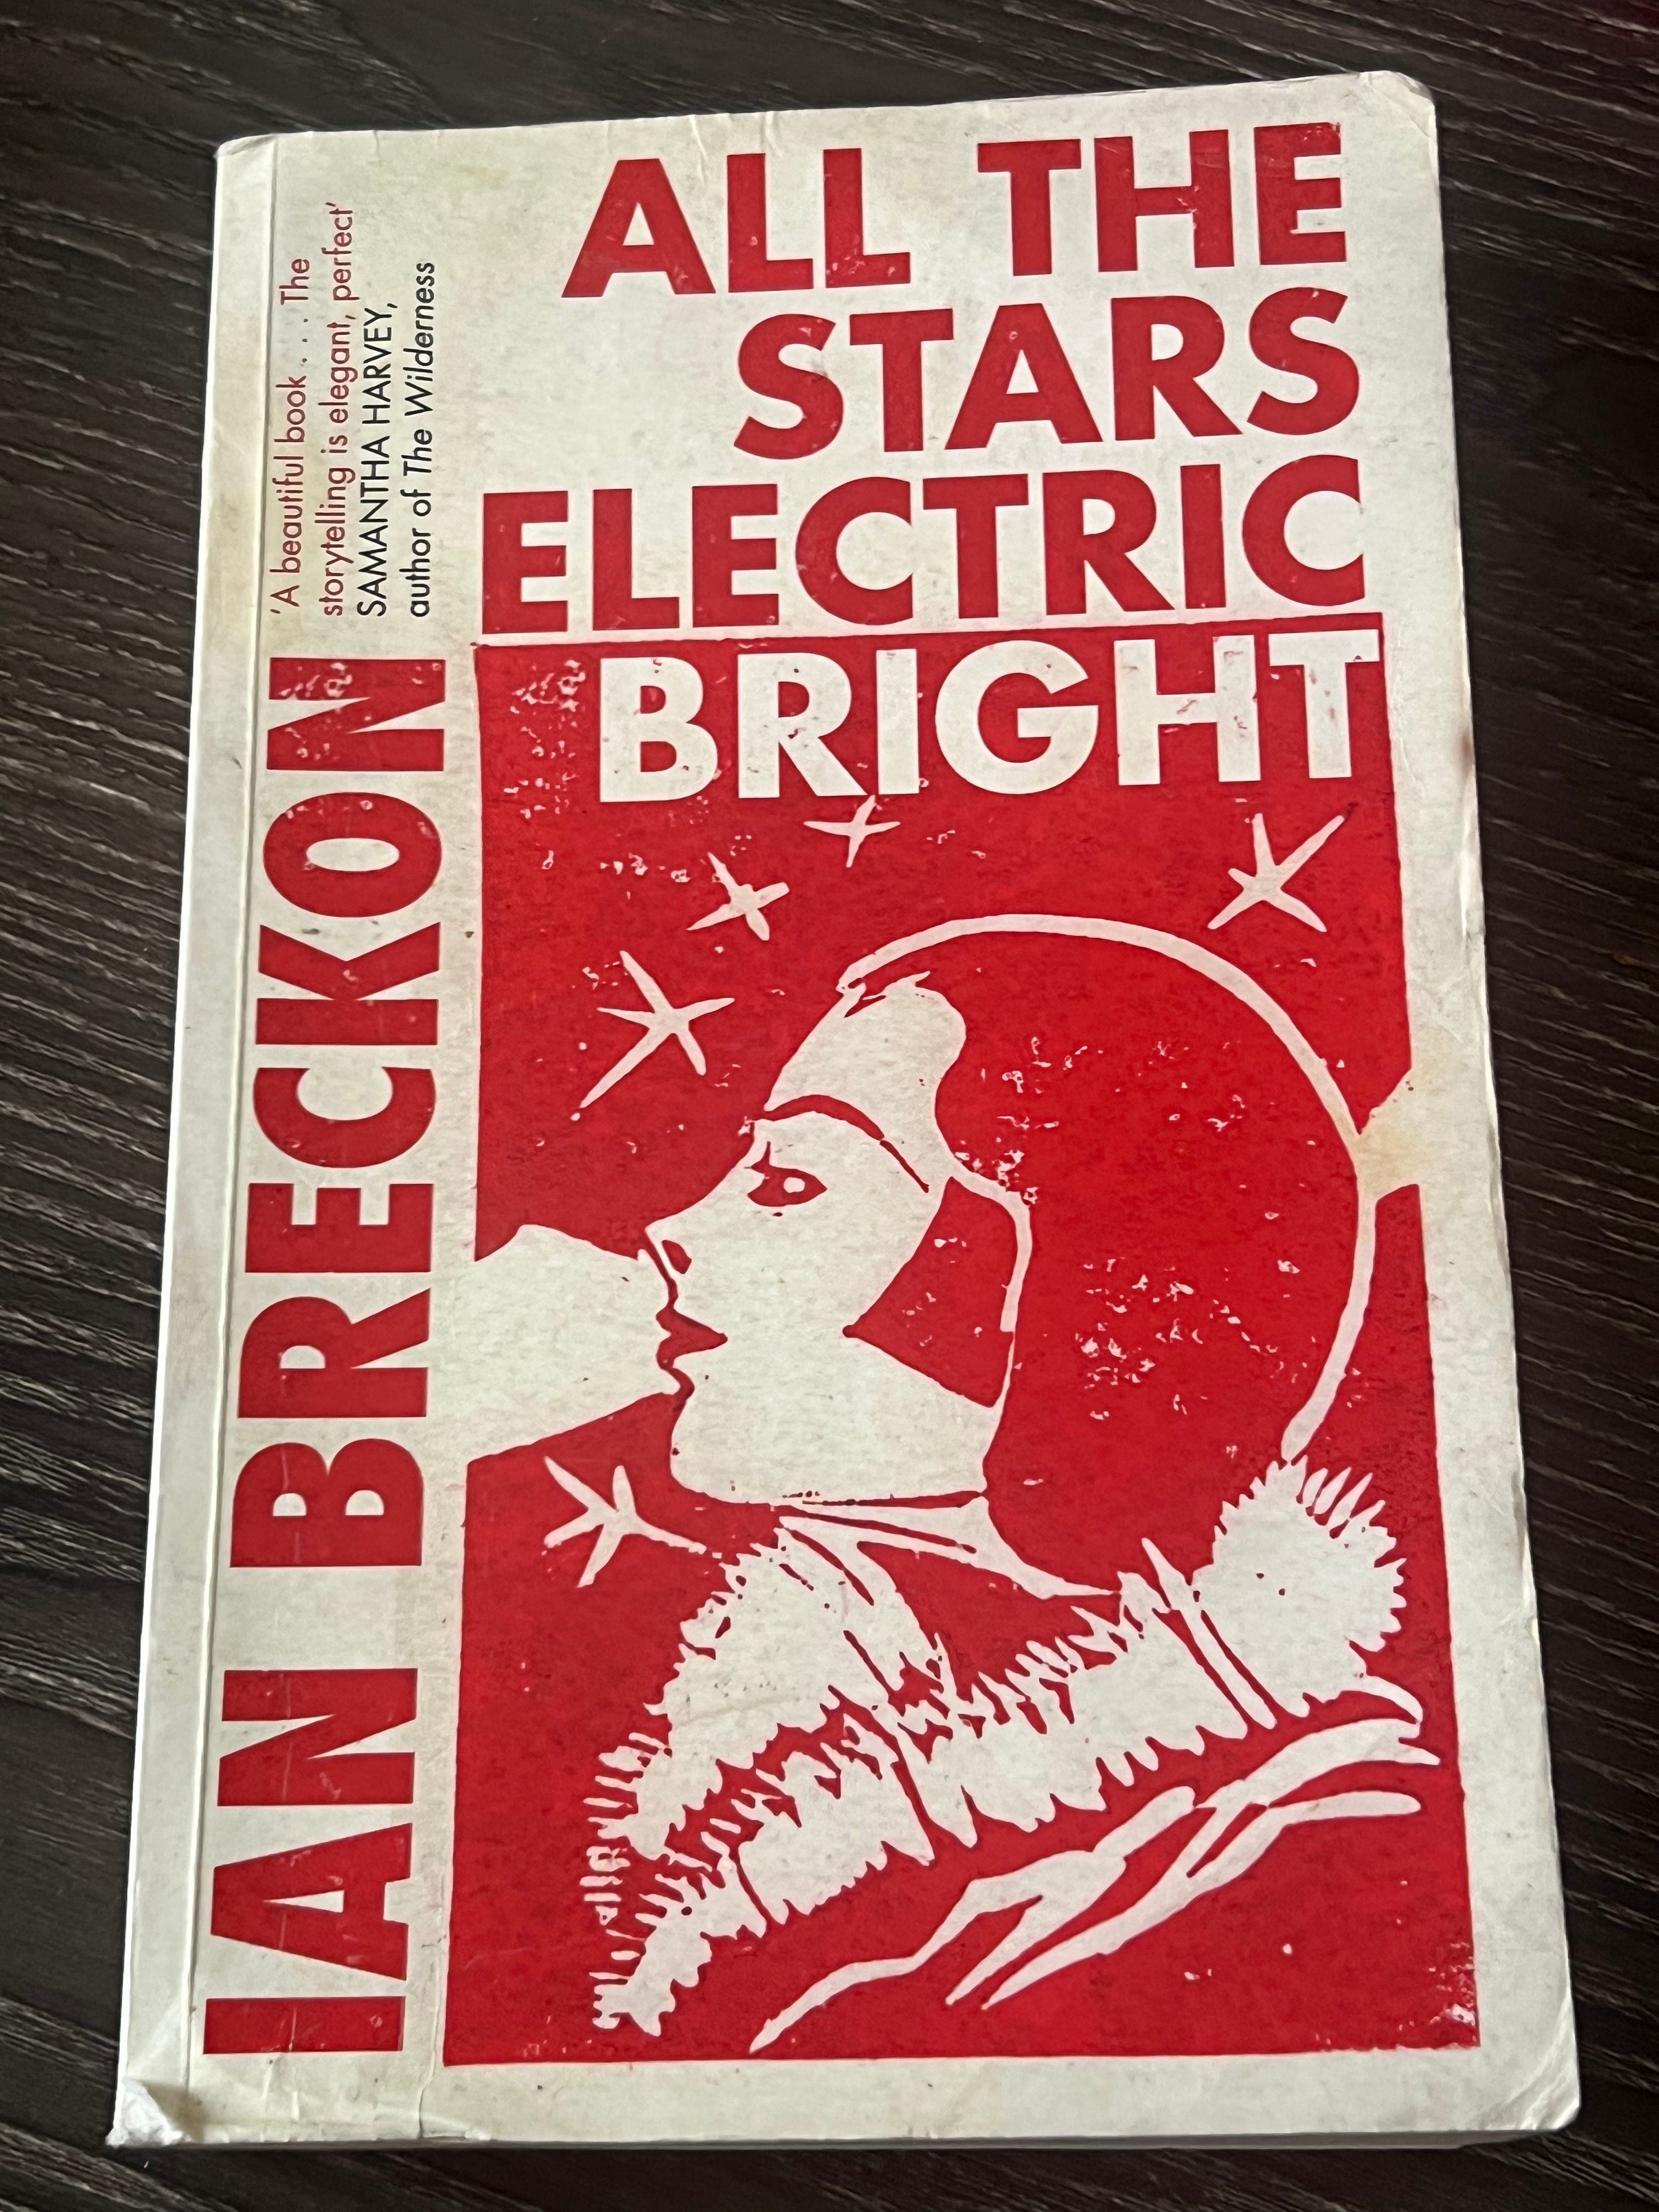 ALL THE
STARS
ELECTRIC
BRIGHT
IAN BRECKON
'A beautiful book . . . . The
storytelling is elegant, perfect'
SAMANTHA HARVEY,
author of The Wilderness